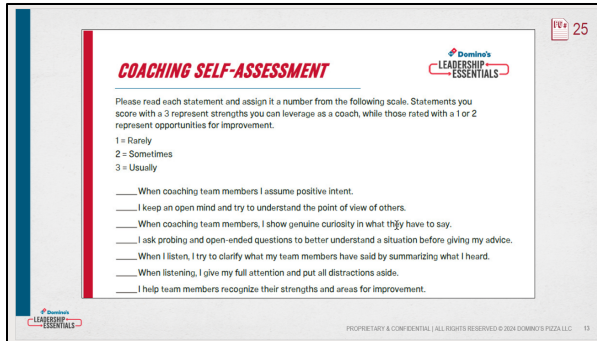 25
COACHING SELF-ASSESSMENT
Domino's
LEADERSHIP
ESSENTIALS
Please read each statement and assign it a number from the following scale. Statements you
score with a 3 represent strengths you can leverage as a coach, while those rated with a 1 or 2
represent opportunities for improvement.
1 = Rarely
2 = Sometimes
3 = Usually
____When coaching team members I assume positive intent.
____I keep an open mind and try to understand the point of view of others.
____When coaching team members, I show genuine curiosity in what they have to say.
____I ask probing and open-ended questions to better understand a situation before giving my advice.
____When I listen, I try to clarify what my team members have said by summarizing what I heard.
____When listening, I give my full attention and put all distractions aside.
____I help team members recognize their strengths and areas for improvement.
Domino's
LEADERSHIP
ESSENTIALS
PROPRIETARY & CONFIDENTIAL | ALL RIGHTS RESERVED © 2024 DOMINO'S PIZZA LLC 13